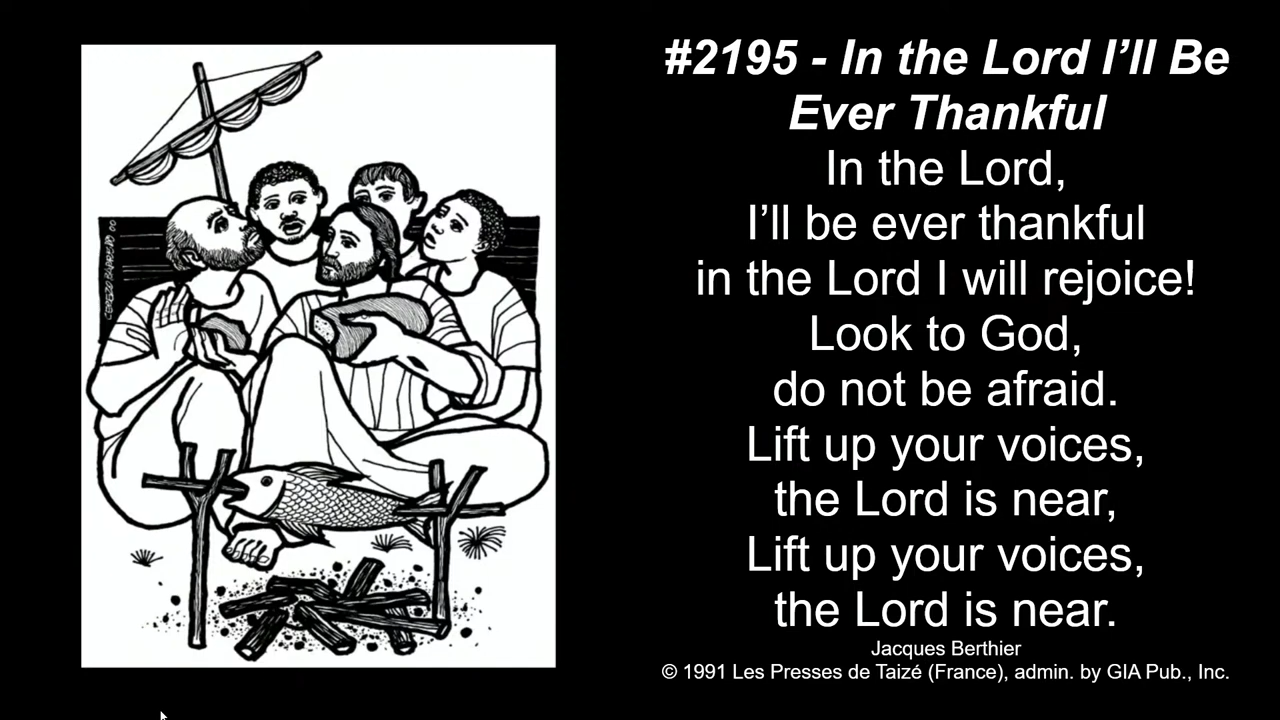 #2195 - In the Lord I’ll Be
Ever Thankful
In the Lord,
I’ll be ever thankful
in the Lord I will rejoice!
Look to God,
do not be afraid.
Lift up your voices,
the Lord is near,
Lift up your voices,
the Lord is near.
Jacques Berthier
© 1991 Les Presses de Taizé (France), admin. by GIA Pub., Inc.